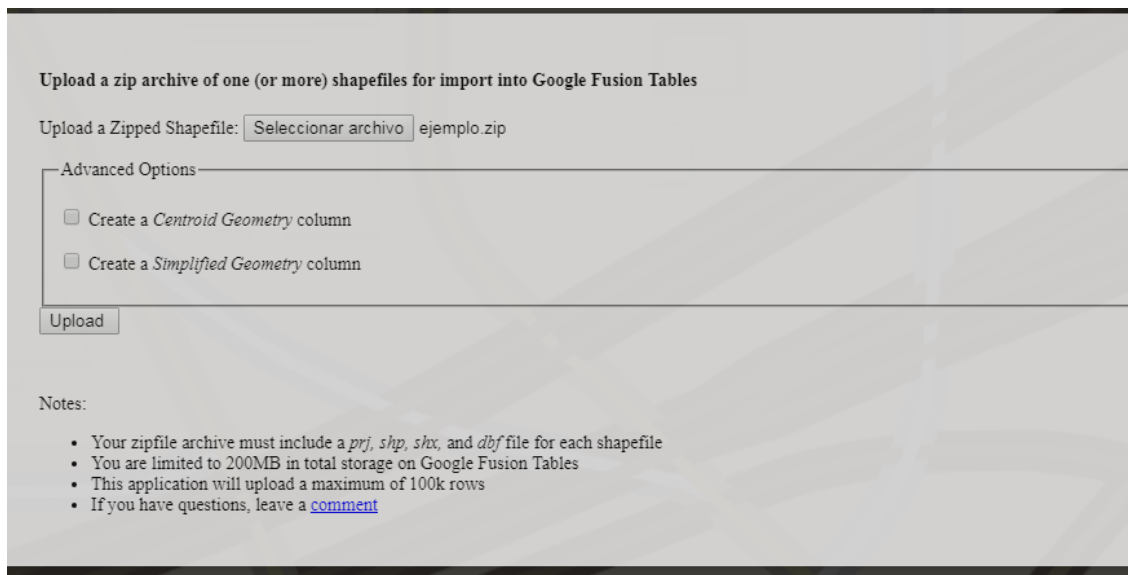 Upload a zip archive of one (or more) shapefiles for import into Google Fusion Tables
Upload a Zipped Shapefile: Seleccionar archivo ejemplo.zip
Advanced Options
Create a Centroid Geometry column
Create a Simplified Geometry column
Upload
Notes:
• Your zipfile archive must include a prj, shp, shx, and dbf file for each shapefile
• You are limited to 200MB in total storage on Google Fusion Tables
• This application will upload a maximum of 100k rows
• If you have questions, leave a comment